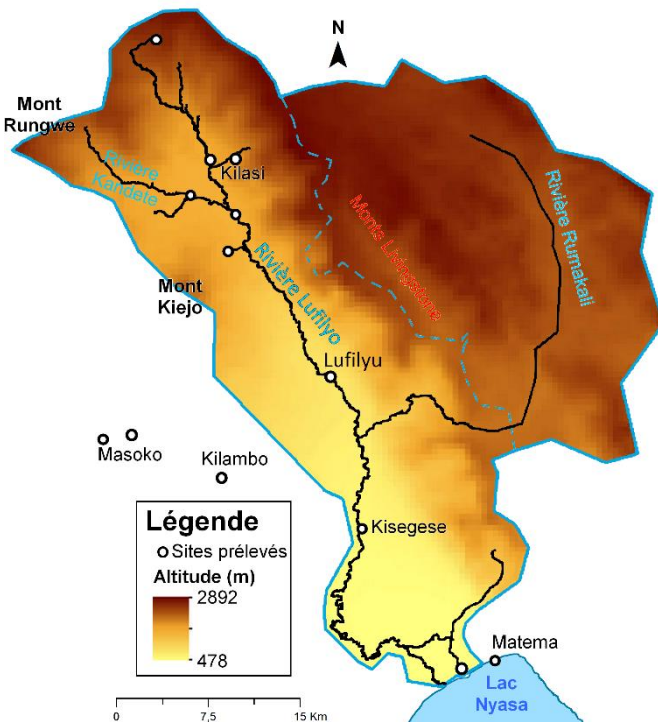 N
Mont
Rungwe
Rivière
Kandete
Kilasi
Rivière Rumakali
Monts Livingstone
Rivière Lufilyo
Mont
Kiejo
Lufilyu
Masoko
Kilambo
Kisegese
Légende
Sites prélevés
Altitude (m)
2892
478
Matema
Lac
Nyasa
0 7,5 15 Km